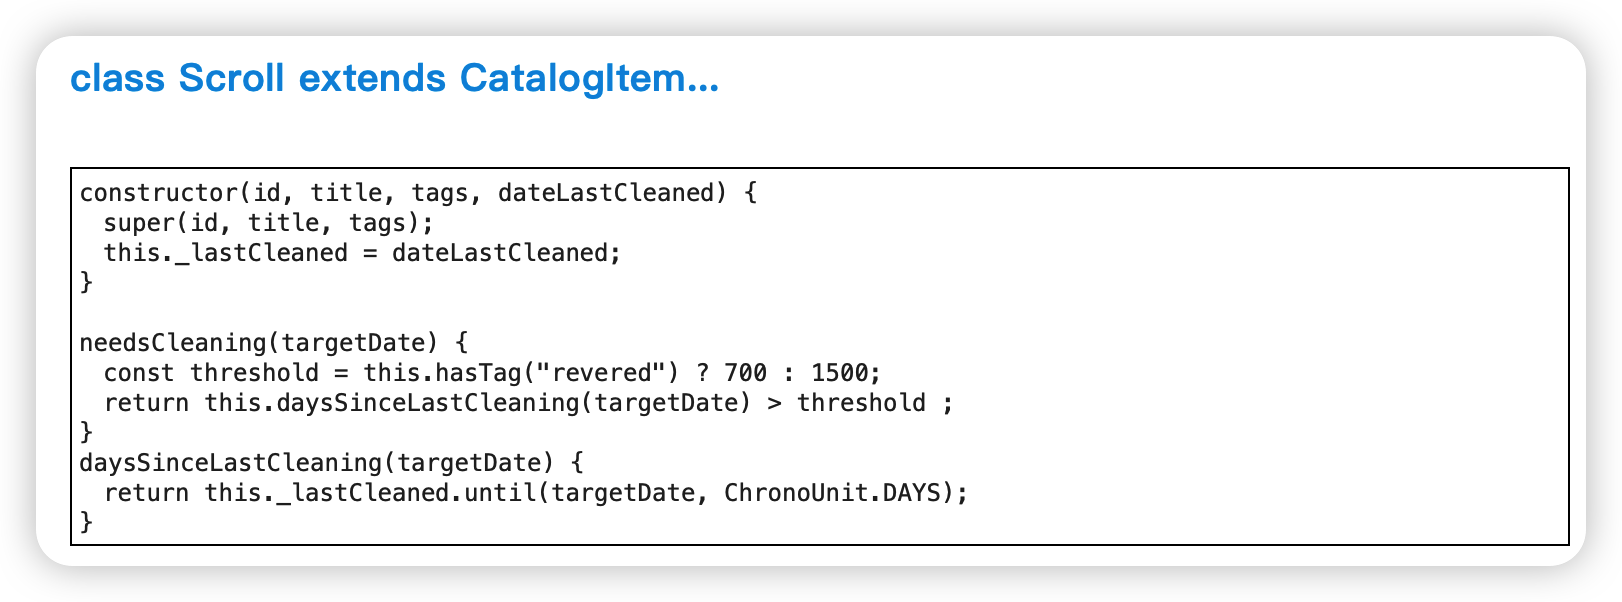 class Scroll extends CatalogItem...
constructor(id, title, tags, dateLastCleaned) {
  super(id, title, tags);
  this._lastCleaned = dateLastCleaned;
}

needsCleaning(targetDate) {
  const threshold = this.hasTag("revered") ? 700 : 1500;
  return this.daysSinceLastCleaning(targetDate) > threshold ;
}
daysSinceLastCleaning(targetDate) {
  return this._lastCleaned.until(targetDate, ChronoUnit.DAYS);
}